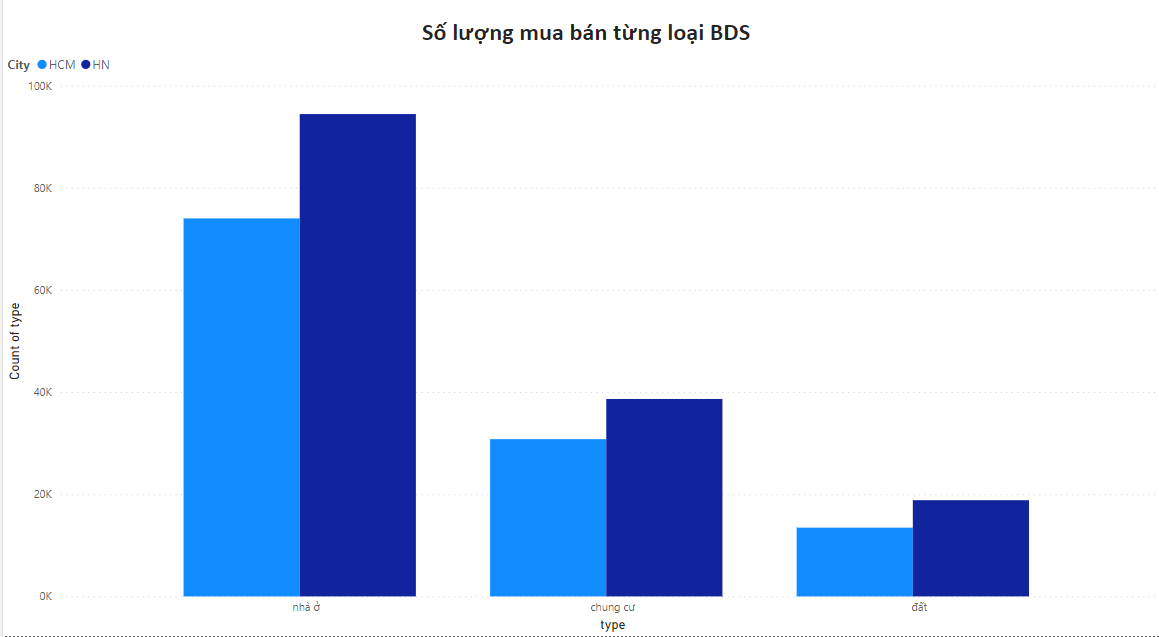 Số lượng mua bán từng loại BDS
City HCM HN
100K
80K
60K
40K
20K
0K
Count of type
nhà ở chung cư đất
type